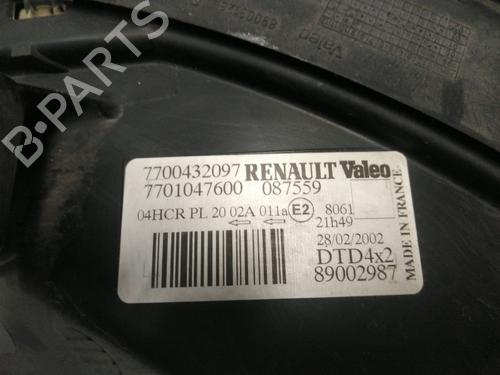 B-PARTS
Valeo
7700432097 RENAULT Valeo
7701047600 087559
04HCR PL 20 02A 011a E2 8061
21h49
28/02/2002
DTD4x2
89002987
MADE IN FRANCE